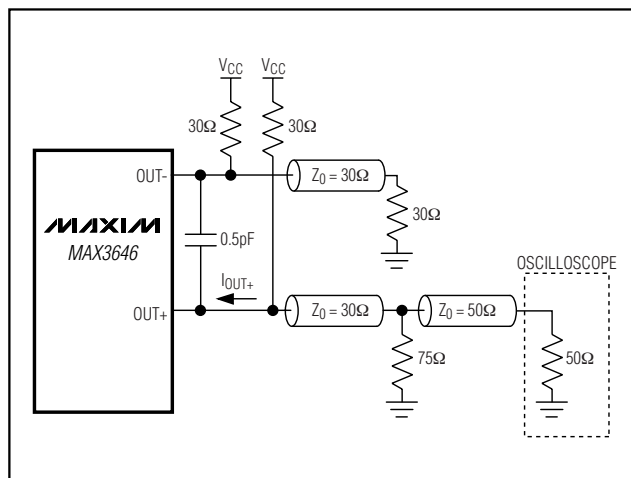 VCC VCC
30Ω 30Ω
OUT- Z0 = 30Ω
MAXIM
MAX3646
0.5pF
30Ω
OSCILLOSCOPE
IOUT+
OUT+ Z0 = 30Ω Z0 = 50Ω
75Ω 50Ω